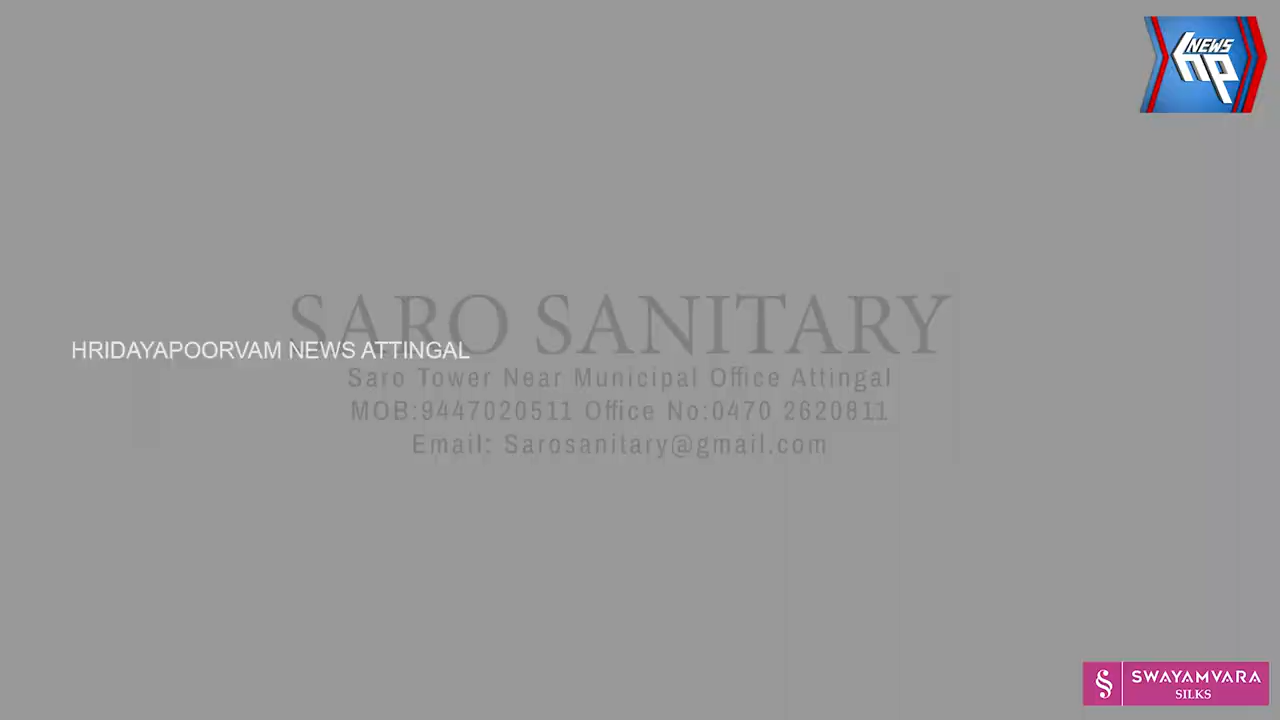 NEWS
hp
SARO SANITARY
HRIDAYAPOORVAM NEWS ATTINGAL
Saro Tower Near Municipal Office Attingal
MOB:9447020511 Office No:0470 2620811
Email: Sarosanitary@gmail.com
SWAYAMVARA
SILKS